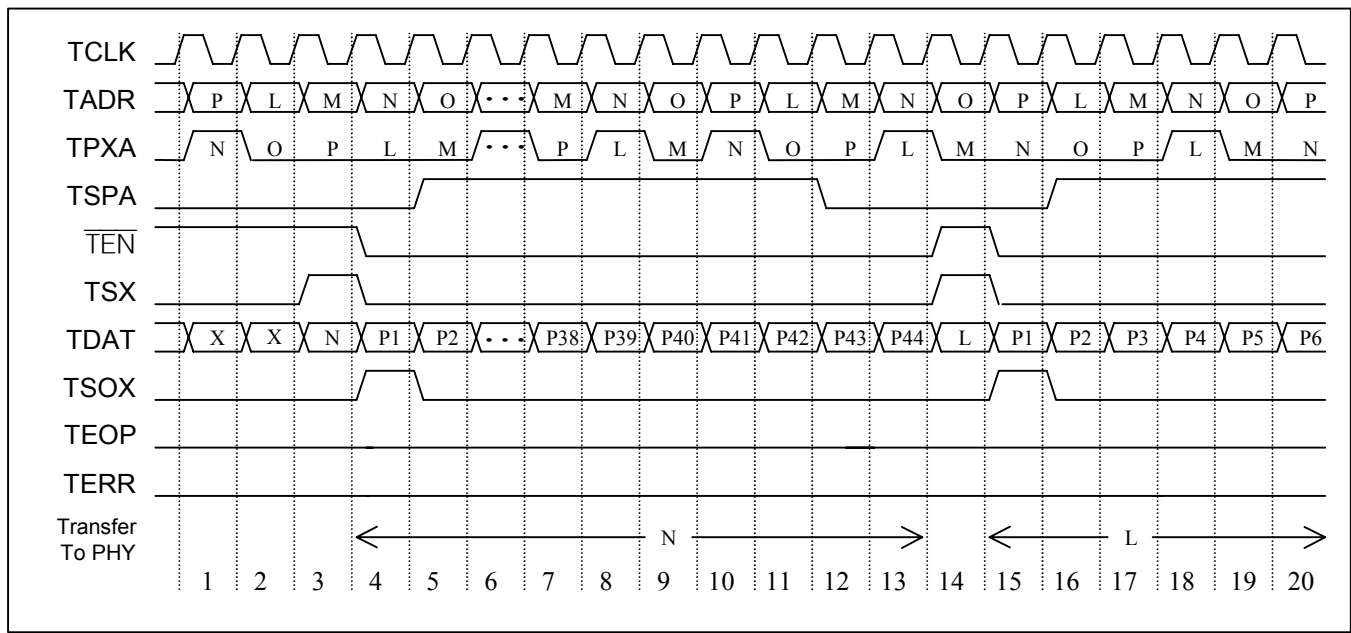 TCLK
TADR P L M N O ··· M N O P L M N O P L M N O P
TPXA N O P L M ··· P L M N O P L M N O P L M N
TSPA
TEN
TSX
TDAT X X N P1 P2 ··· P38 P39 P40 P41 P42 P43 P44 L P1 P2 P3 P4 P5 P6
TSOX
TEOP
TERR
Transfer
To PHY N L
1 2 3 4 5 6 7 8 9 10 11 12 13 14 15 16 17 18 19 20